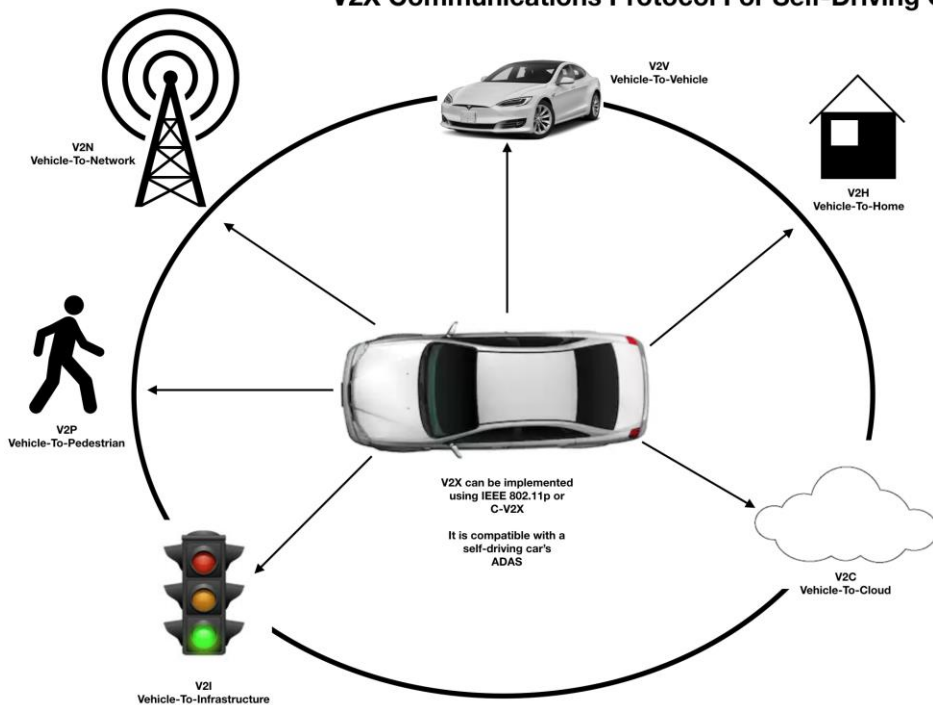 V2X Communications Protocol For Self-Driving
V2V
Vehicle-To-Vehicle
V2N
Vehicle-To-Network
V2H
Vehicle-To-Home
V2P
Vehicle-To-Pedestrian
V2X can be implemented
using IEEE 802.11p or
C-V2X
It is compatible with a
self-driving car's
ADAS
V2C
Vehicle-To-Cloud
V2I
Vehicle-To-Infrastructure